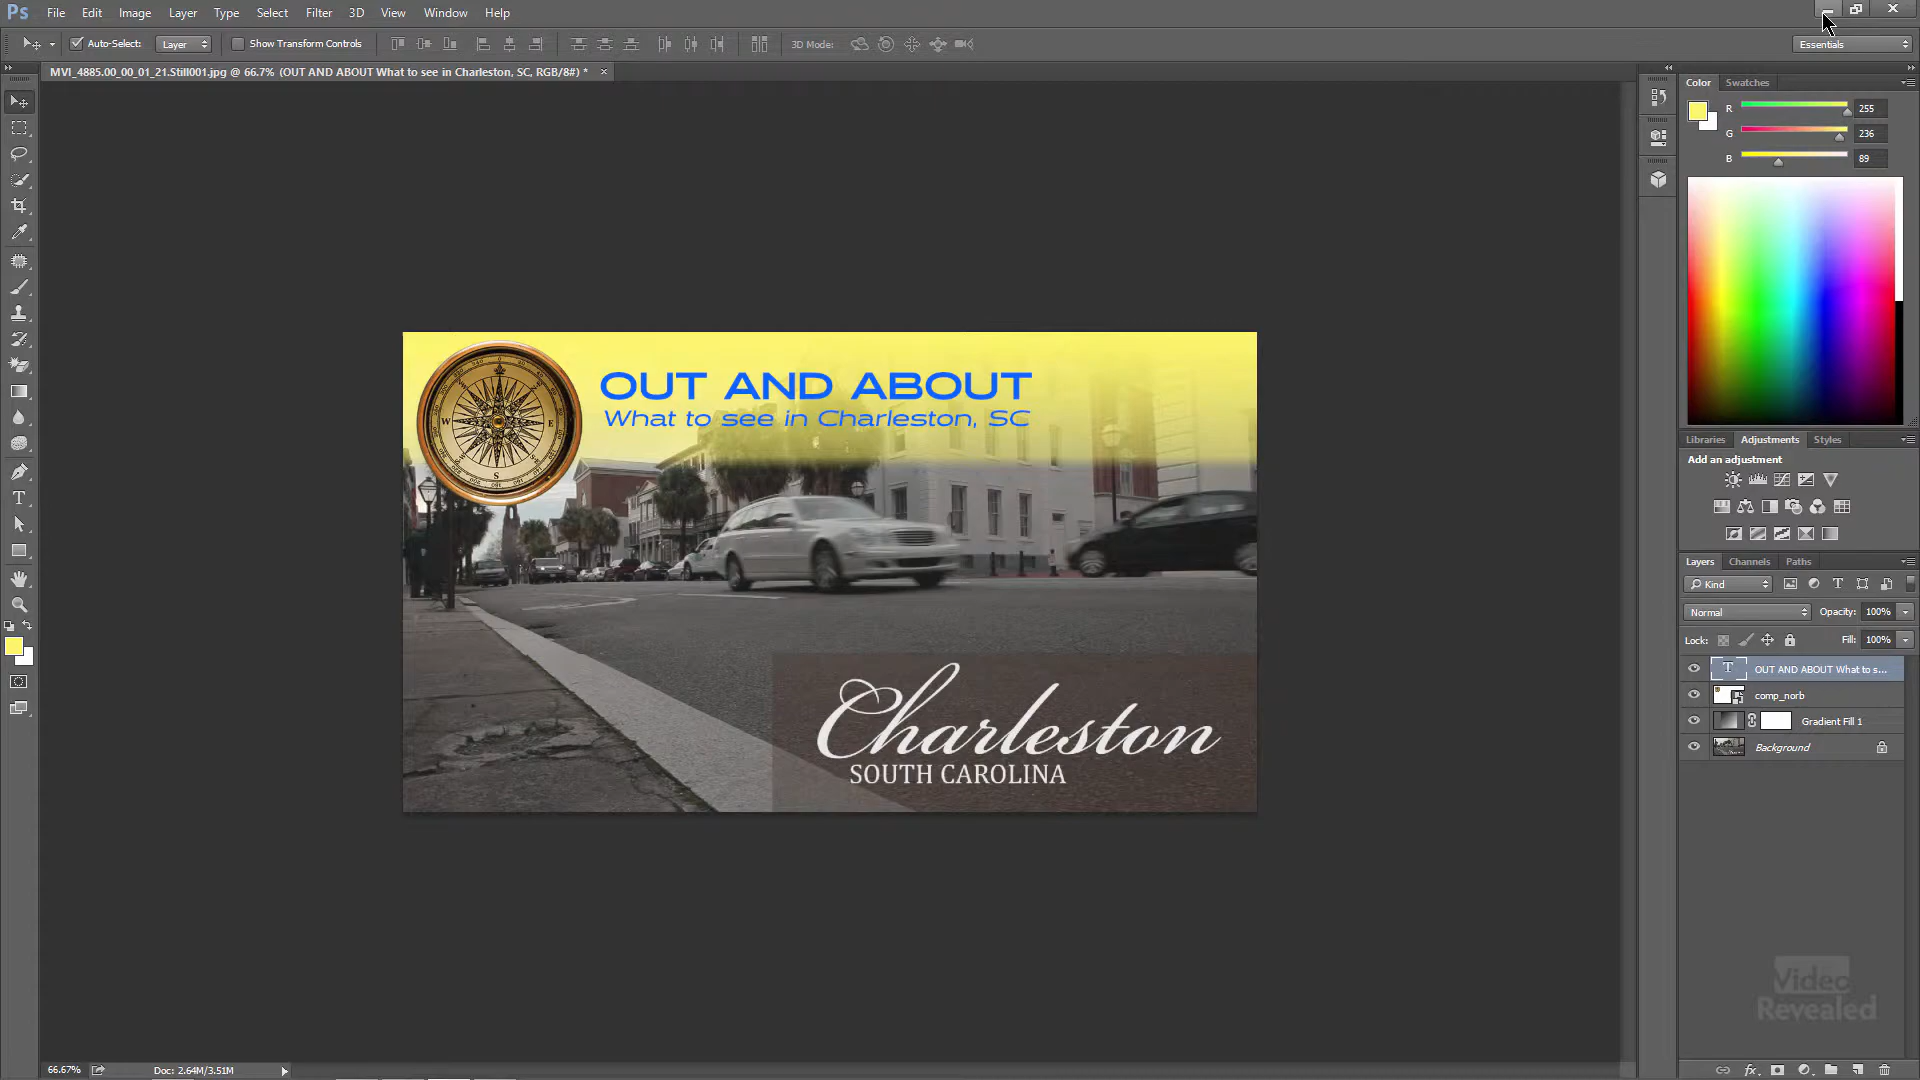 Ps File Edit Image Layer Type Select Filter 3D View Window Help
Auto-Select: Layer Show Transform Controls 3D Mode: Essentials
MVI_4885.00_00_01_21.Still001.jpg @ 66.7% (OUT AND ABOUT What to see in Charleston, SC, RGB/8#) * ×
Color Swatches
R 255
G 236
B 89
OUT AND ABOUT
What to see in Charleston, SC
W E
S
Charleston
SOUTH CAROLINA
Libraries Adjustments Styles
Add an adjustment
Layers Channels Paths
Kind
Normal Opacity: 100%
Lock: Fill: 100%
T OUT AND ABOUT What to s...
comp_norb
Gradient Fill 1
Background
Video
Revealed
66.67% Doc: 2.64M/3.51M
fx